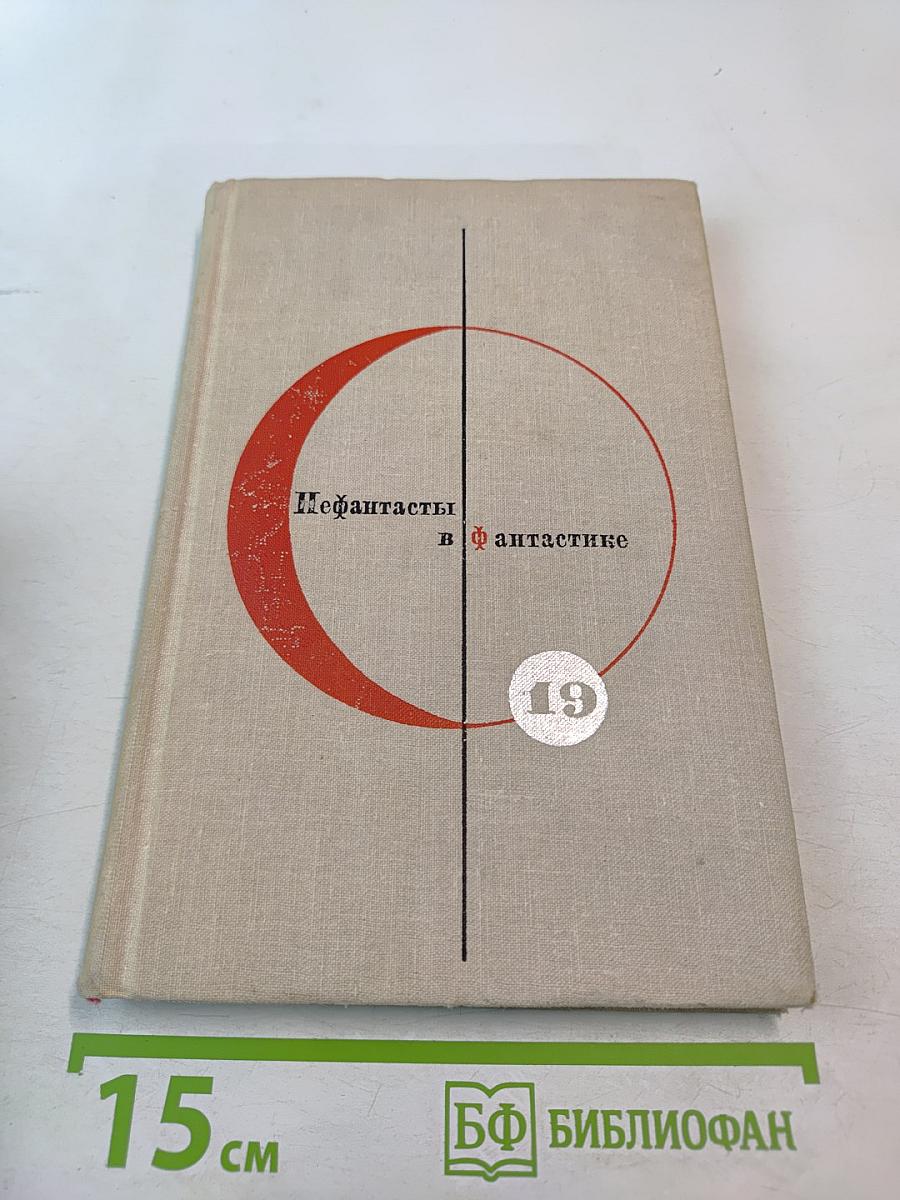 Нефантасты
в Фантастике
19
15 см
БФ БИБЛИОФАН